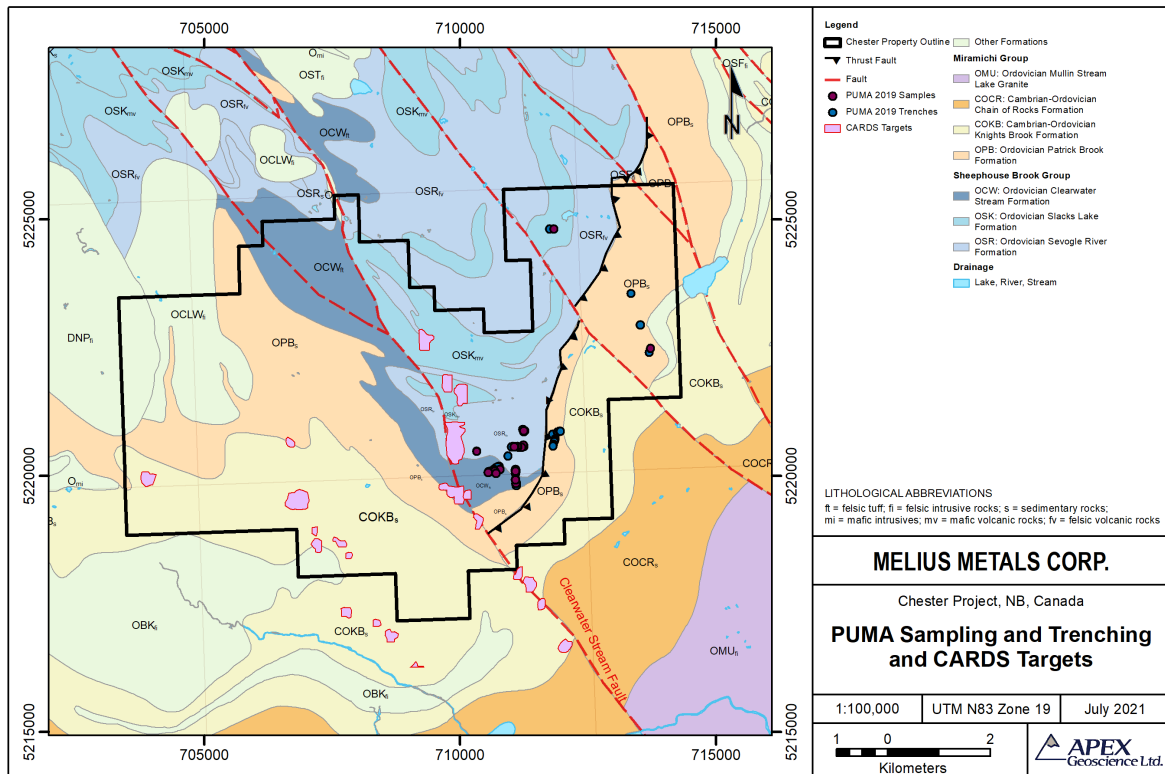 705000
710000
715000
5225000
5220000
5215000
705000
710000
715000
5225000
5220000
5215000
OSKmv
OSRfv
OSTfi
Omi
OSKmv
OCWft
OCLWfi
OSRfv
OSKmv
OSRfv
OPBs
OSFfi
N
OCWft
OSRfv
OCLWfi
DNPfi
OPBs
OPBs
OSKmv
COKBs
COKBs
OPBs
Omi
COKBs
COCRs
OBKfi
COKBs
OBKfi
OMUfi
Clearwater Stream Fault
Legend
Chester Property Outline
Thrust Fault
Fault
PUMA 2019 Samples
PUMA 2019 Trenches
CARDS Targets
Other Formations
Miramichi Group
OMU: Ordovician Mullin Stream
Lake Granite
COCR: Cambrian-Ordovician
Chain of Rocks Formation
COKB: Cambrian-Ordovician
Knights Brook Formation
OPB: Ordovician Patrick Brook
Formation
Sheephouse Brook Group
OCW: Ordovician Clearwater
Stream Formation
OSK: Ordovician Slacks Lake
Formation
OSR: Ordovician Sevogle River
Formation
Drainage
Lake, River, Stream
LITHOLOGICAL ABBREVIATIONS
ft = felsic tuff; fi = felsic intrusive rocks; s = sedimentary rocks;
mi = mafic intrusives; mv = mafic volcanic rocks; fv = felsic volcanic rocks
MELIUS METALS CORP.
Chester Project, NB, Canada
PUMA Sampling and Trenching
and CARDS Targets
1:100,000
UTM N83 Zone 19
July 2021
1 0 2
Kilometers
APEX
Geoscience Ltd.